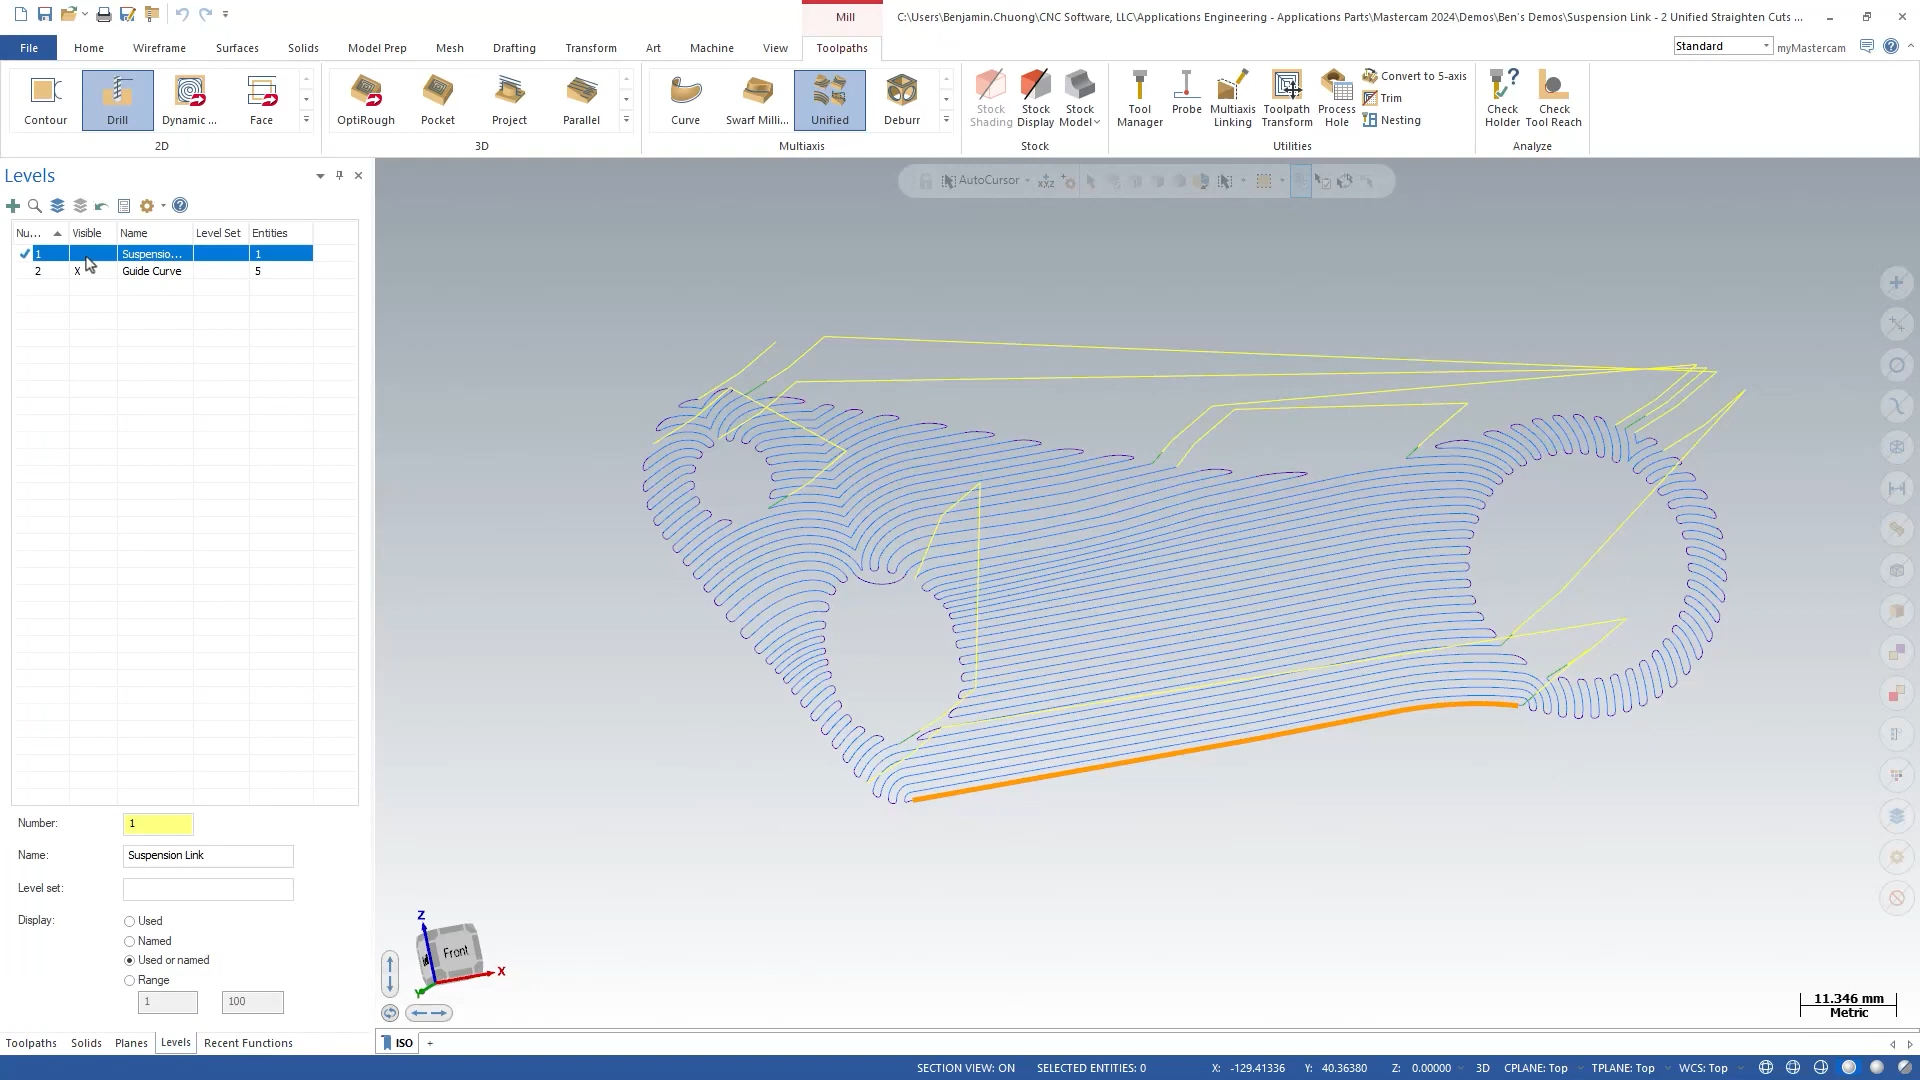 Mill
C:\Users\Benjamin.Chuong\CNC Software, LLC\Applications Engineering - Applications Parts\Mastercam 2024\Demos\Ben's Demos\Suspension Link - 2 Unified Straighten Cuts ...
File Home Wireframe Surfaces Solids Model Prep Mesh Drafting Transform Art Machine View Toolpaths
Standard myMastercam
Contour Drill Dynamic ... Face
2D
OptiRough Pocket Project Parallel
3D
Curve Swarf Milli... Unified Deburr
Multiaxis
Stock Shading Stock Display Stock Model
Stock
Tool Manager Probe Multiaxis Linking Toolpath Transform Process Hole
Convert to 5-axis
Trim
Nesting
Utilities
Check Holder Check Tool Reach
Analyze
Levels
AutoCursor
Nu... Visible Name Level Set Entities
1 Suspensio... 1
2 X Guide Curve 5
Number: 1
Name: Suspension Link
Level set:
Display: Used
Named
Used or named
Range
1 100
Z
Front
X
Y
11.346 mm
Metric
Toolpaths Solids Planes Levels Recent Functions
ISO +
SECTION VIEW: ON SELECTED ENTITIES: 0 X: -129.41336 Y: 40.36380 Z: 0.00000 3D CPLANE: Top TPLANE: Top WCS: Top